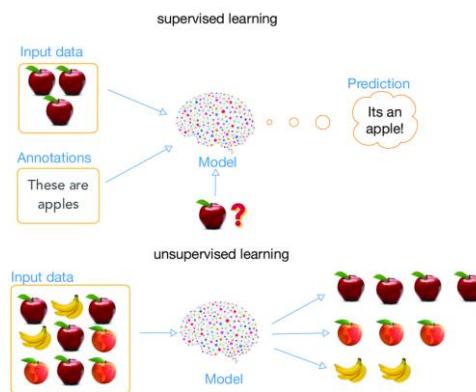 supervised learning
Input data
Prediction
Its an
apple!
Annotations
Model
These are
apples
?
unsupervised learning
Input data
Model